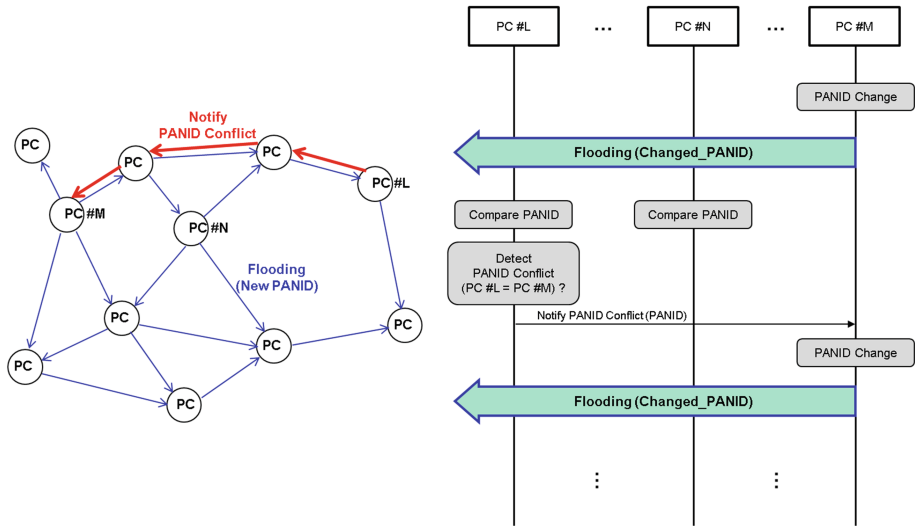 Notify
PANID Conflict
PC
PC
PC
PC #L
PC #M
PC #N
Flooding
(New PANID)
PC
PC
PC
PC
PC
PC #L
...
PC #N
...
PC #M
PANID Change
Flooding (Changed_PANID)
Compare PANID
Compare PANID
Detect
PANID Conflict
(PC #L = PC #M) ?
Notify PANID Conflict (PANID)
PANID Change
Flooding (Changed_PANID)